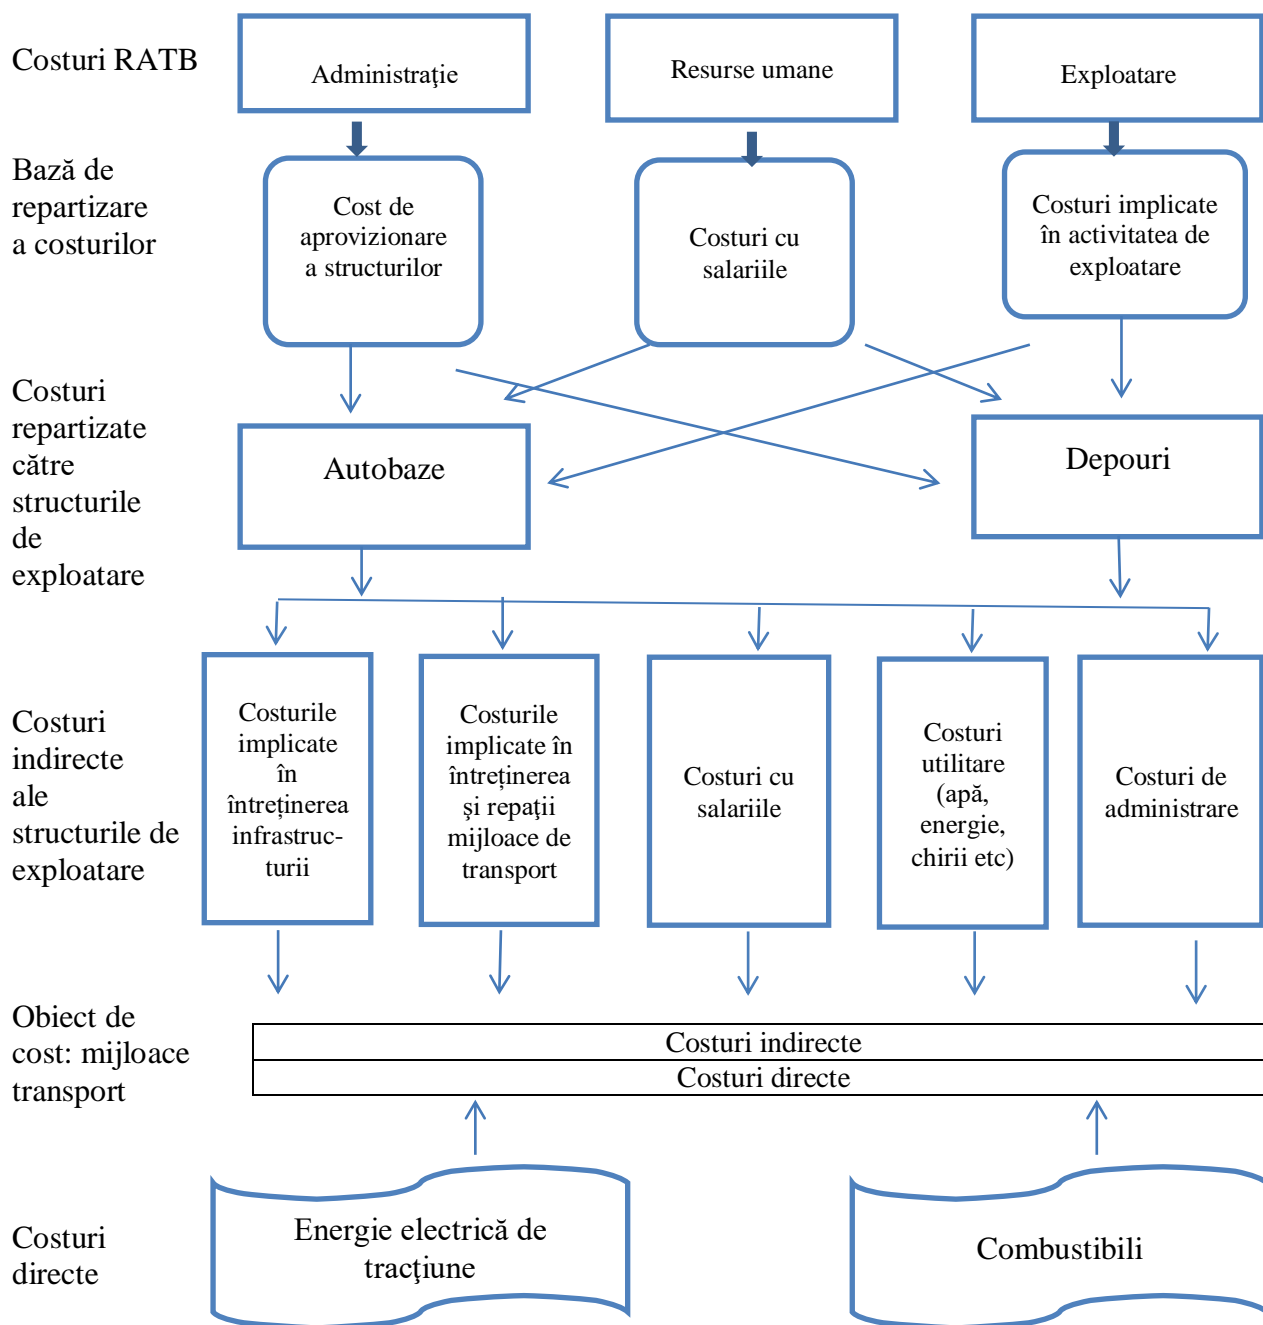 Costuri RATB
Administraţie
Resurse umane
Exploatare
Bază de
repartizare
a costurilor
Cost de
aprovizionare
a structurilor
Costuri cu
salariile
Costuri implicate
în activitatea de
exploatare
Costuri
repartizate
către
structurile
de
exploatare
Autobaze
Depouri
Costuri
indirecte
ale
structurile de
exploatare
Costurile
implicate
în
întreținerea
infrastruc-
turii
Costurile
implicate în
întreținerea
şi repaţii
mijloace de
transport
Costuri cu
salariile
Costuri
utilitare
(apă,
energie,
chirii etc)
Costuri de
administrare
Obiect de
cost: mijloace
transport
Costuri indirecte
Costuri directe
Costuri
directe
Energie electrică de
tracţiune
Combustibili